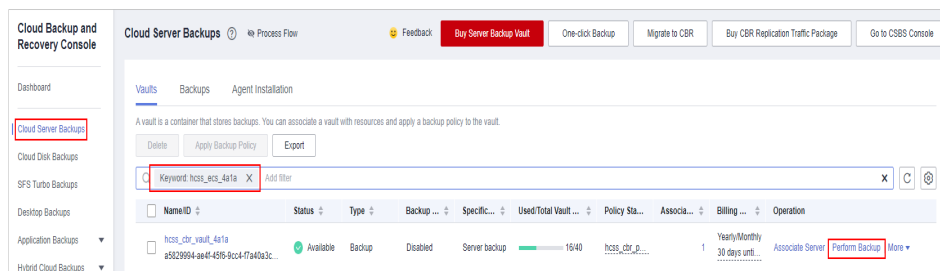 Cloud Backup and
Recovery Console
Dashboard
Cloud Server Backups
Cloud Disk Backups
SFS Turbo Backups
Desktop Backups
Application Backups
Hybrid Cloud Backups
Cloud Server Backups ? Process Flow Feedback Buy Server Backup Vault One-click Backup Migrate to CBR Buy CBR Replication Traffic Package Go to CSBS Console
Vaults Backups Agent Installation
A vault is a container that stores backups. You can associate a vault with resources and apply a backup policy to the vault.
Delete Apply Backup Policy Export
Keyword: hcss_ecs_4a1a X Add filter X C
Name/ID Status Type Backup ... Specific... Used/Total Vault ... Policy Sta... Associa... Billing ... Operation
hcss_cbr_vault_4a1a
a5829994-ae4f-45f6-9cc4-f7a40a3c...
Available Backup Disabled Server backup 16/40 hcss_cbr_p... 1
Yearly/Monthly
30 days unti...
Associate Server Perform Backup More